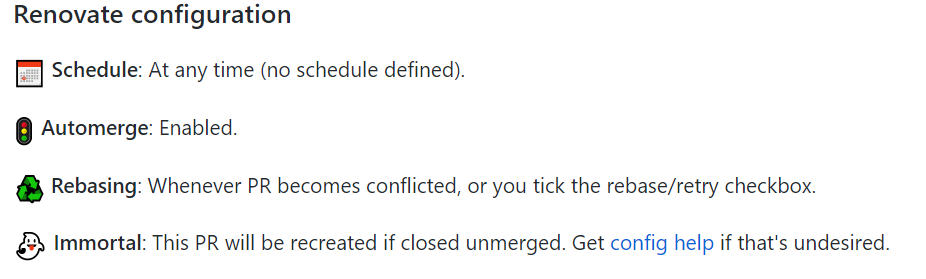 Renovate configuration
Schedule: At any time (no schedule defined).
Automerge: Enabled.
Rebasing: Whenever PR becomes conflicted, or you tick the rebase/retry checkbox.
Immortal: This PR will be recreated if closed unmerged. Get config help if that's undesired.